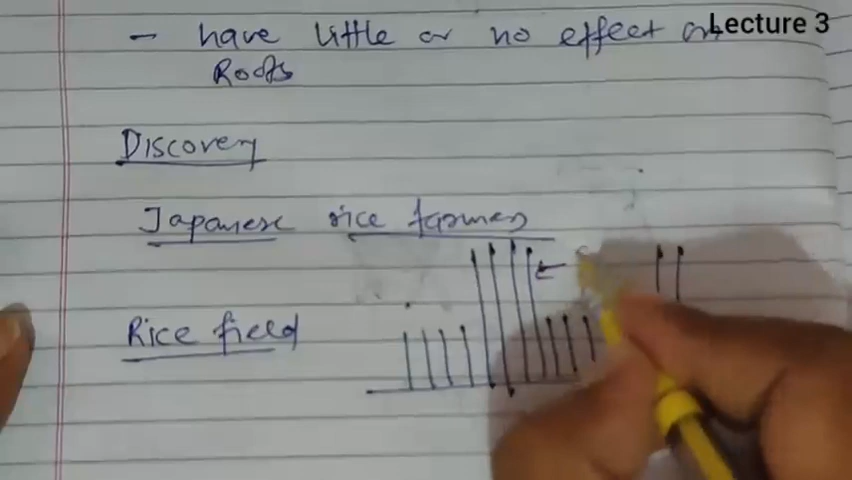 - have little or no effect on
Lecture 3
Roots
Discovery
Japanese rice farmers
Rice field